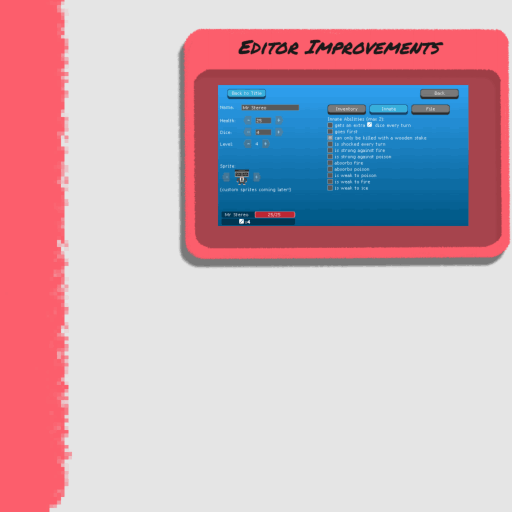 Editor Improvements
Back to Title
Back
Name: MV Stereo
Inventory
Innate
File
Innate Abilities (max 2)
gets an extra dice every turn
goes first
can only be killed with a wooden stake
is shocked every turn
is strong against fire
is strong against poison
absorbs fire
absorbs poison
is weak to poison
is weak to fire
is weak to ice
Health: - 25 +
Dice: - 4 +
Level: - 4 +
Sprite:
(custom sprites coming later!)
MV Stereo 25/25
:4